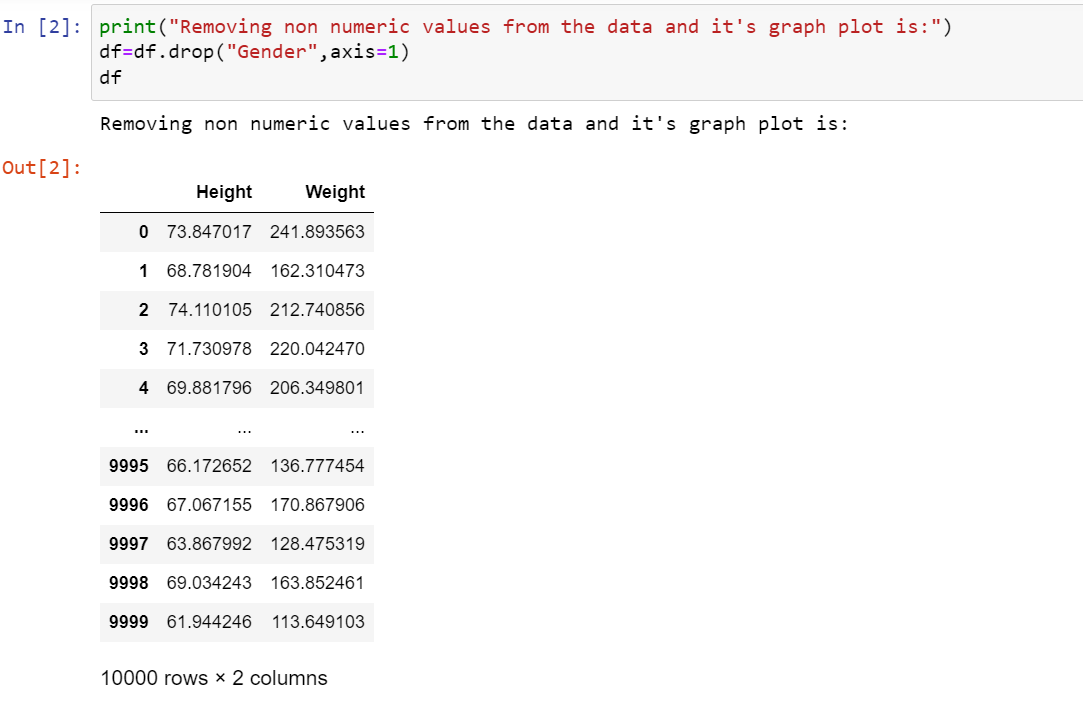 In [2]: print("Removing non numeric values from the data and it's graph plot is:")
df=df.drop("Gender",axis=1)
df
Removing non numeric values from the data and it's graph plot is:
Out[2]:
Height Weight
0 73.847017 241.893563
1 68.781904 162.310473
2 74.110105 212.740856
3 71.730978 220.042470
4 69.881796 206.349801
... ... ...
9995 66.172652 136.777454
9996 67.067155 170.867906
9997 63.867992 128.475319
9998 69.034243 163.852461
9999 61.944246 113.649103
10000 rows × 2 columns